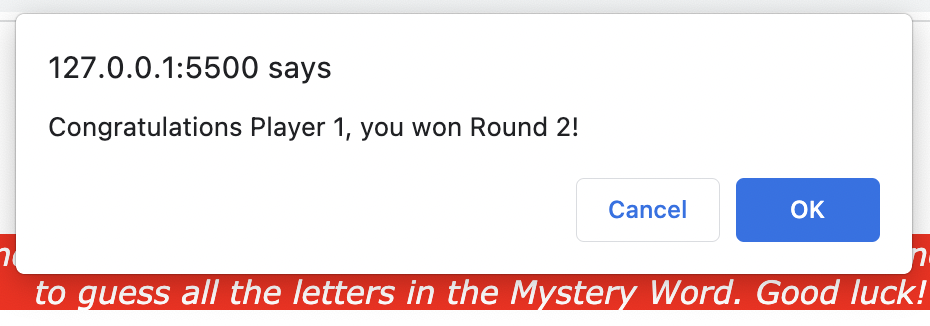 127.0.0.1:5500 says
Congratulations Player 1, you won Round 2!
Cancel
OK
to guess all the letters in the Mystery Word. Good luck!